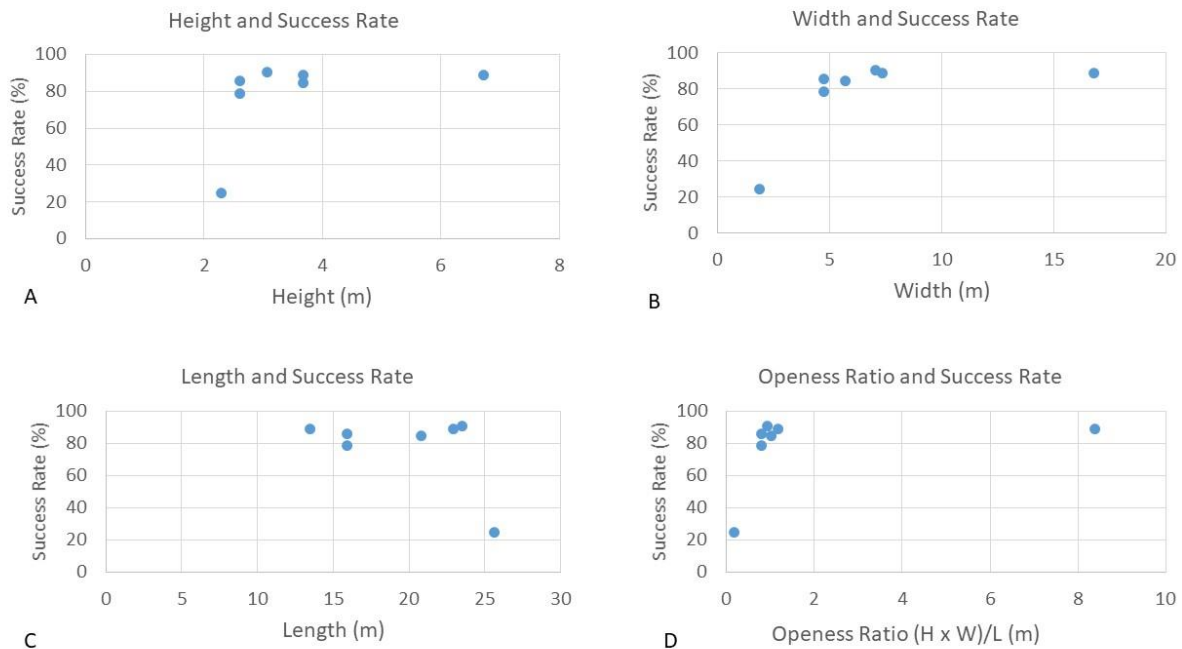 Height and Success Rate
Success Rate (%)
100
80
60
40
20
0
0 2 4 6 8
Height (m)
A
Width and Success Rate
Success Rate (%)
100
80
60
40
20
0
0 5 10 15 20
Width (m)
B
Length and Success Rate
Success Rate (%)
100
80
60
40
20
0
0 5 10 15 20 25 30
Length (m)
C
Openess Ratio and Success Rate
Success Rate (%)
100
80
60
40
20
0
0 2 4 6 8 10
Openess Ratio (H x W)/L (m)
D